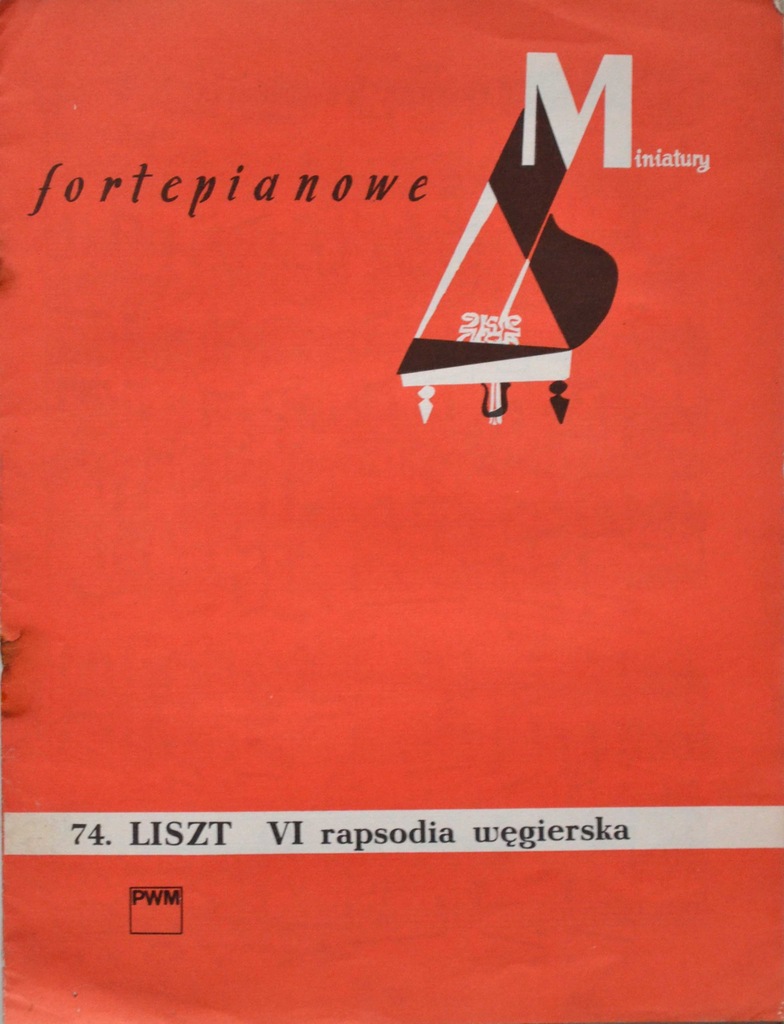 Miniatury
fortepianowe
74. LISZT VI rapsodia węgierska
PWM